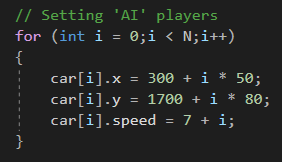 // Setting 'AI' players
for (int i = 0;i < N;i++)
{
    car[i].x = 300 + i * 50;
    car[i].y = 1700 + i * 80;
    car[i].speed = 7 + i;
}